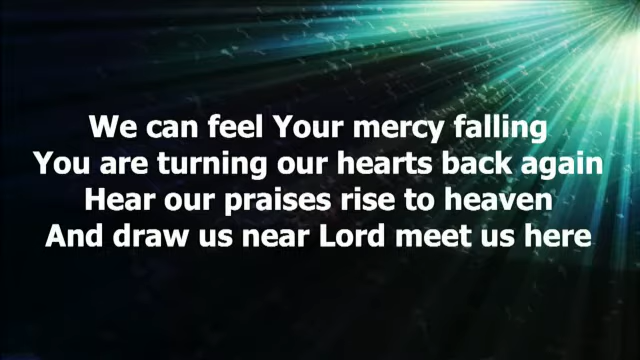 We can feel Your mercy falling
You are turning our hearts back again
Hear our praises rise to heaven
And draw us near Lord meet us here